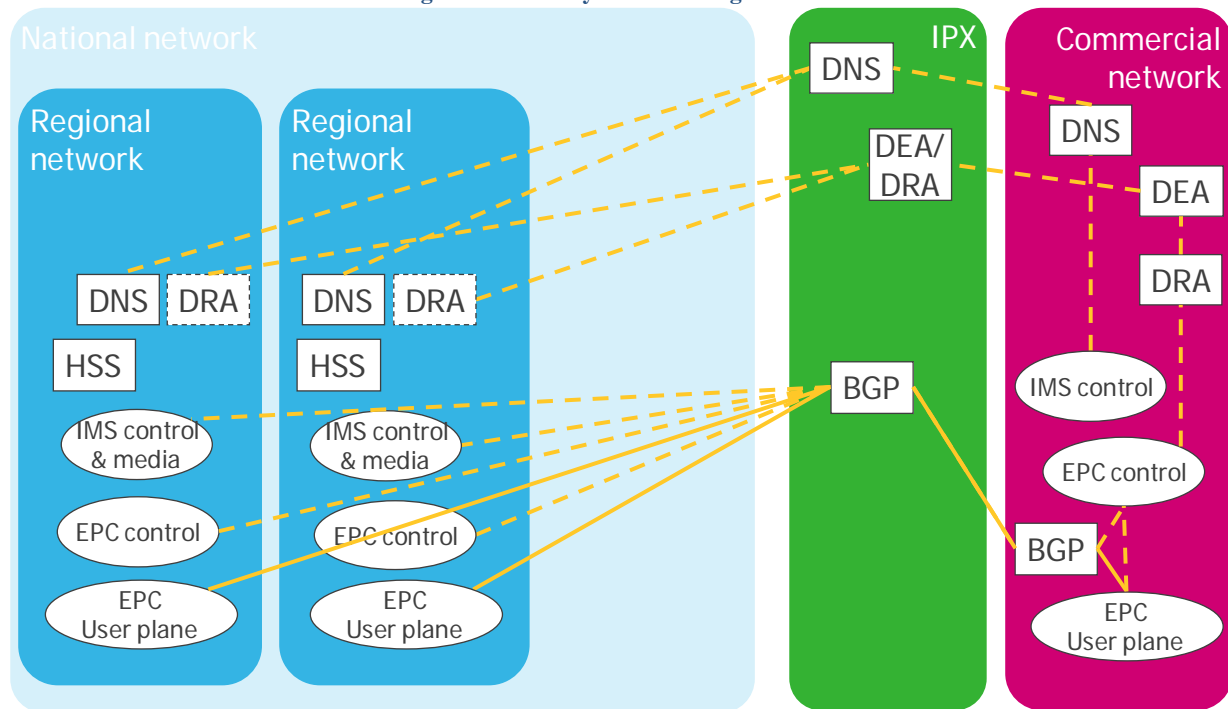 National network
Regional
network
DNS
DRA
HSS
IMS control
& media
EPC control
EPC
User plane
Regional
network
DNS
DRA
HSS
IMS control
& media
EPC control
EPC
User plane
IPX
DNS
DEA/
DRA
BGP
Commercial
network
DNS
DEA
DRA
IMS control
EPC control
BGP
EPC
User plane